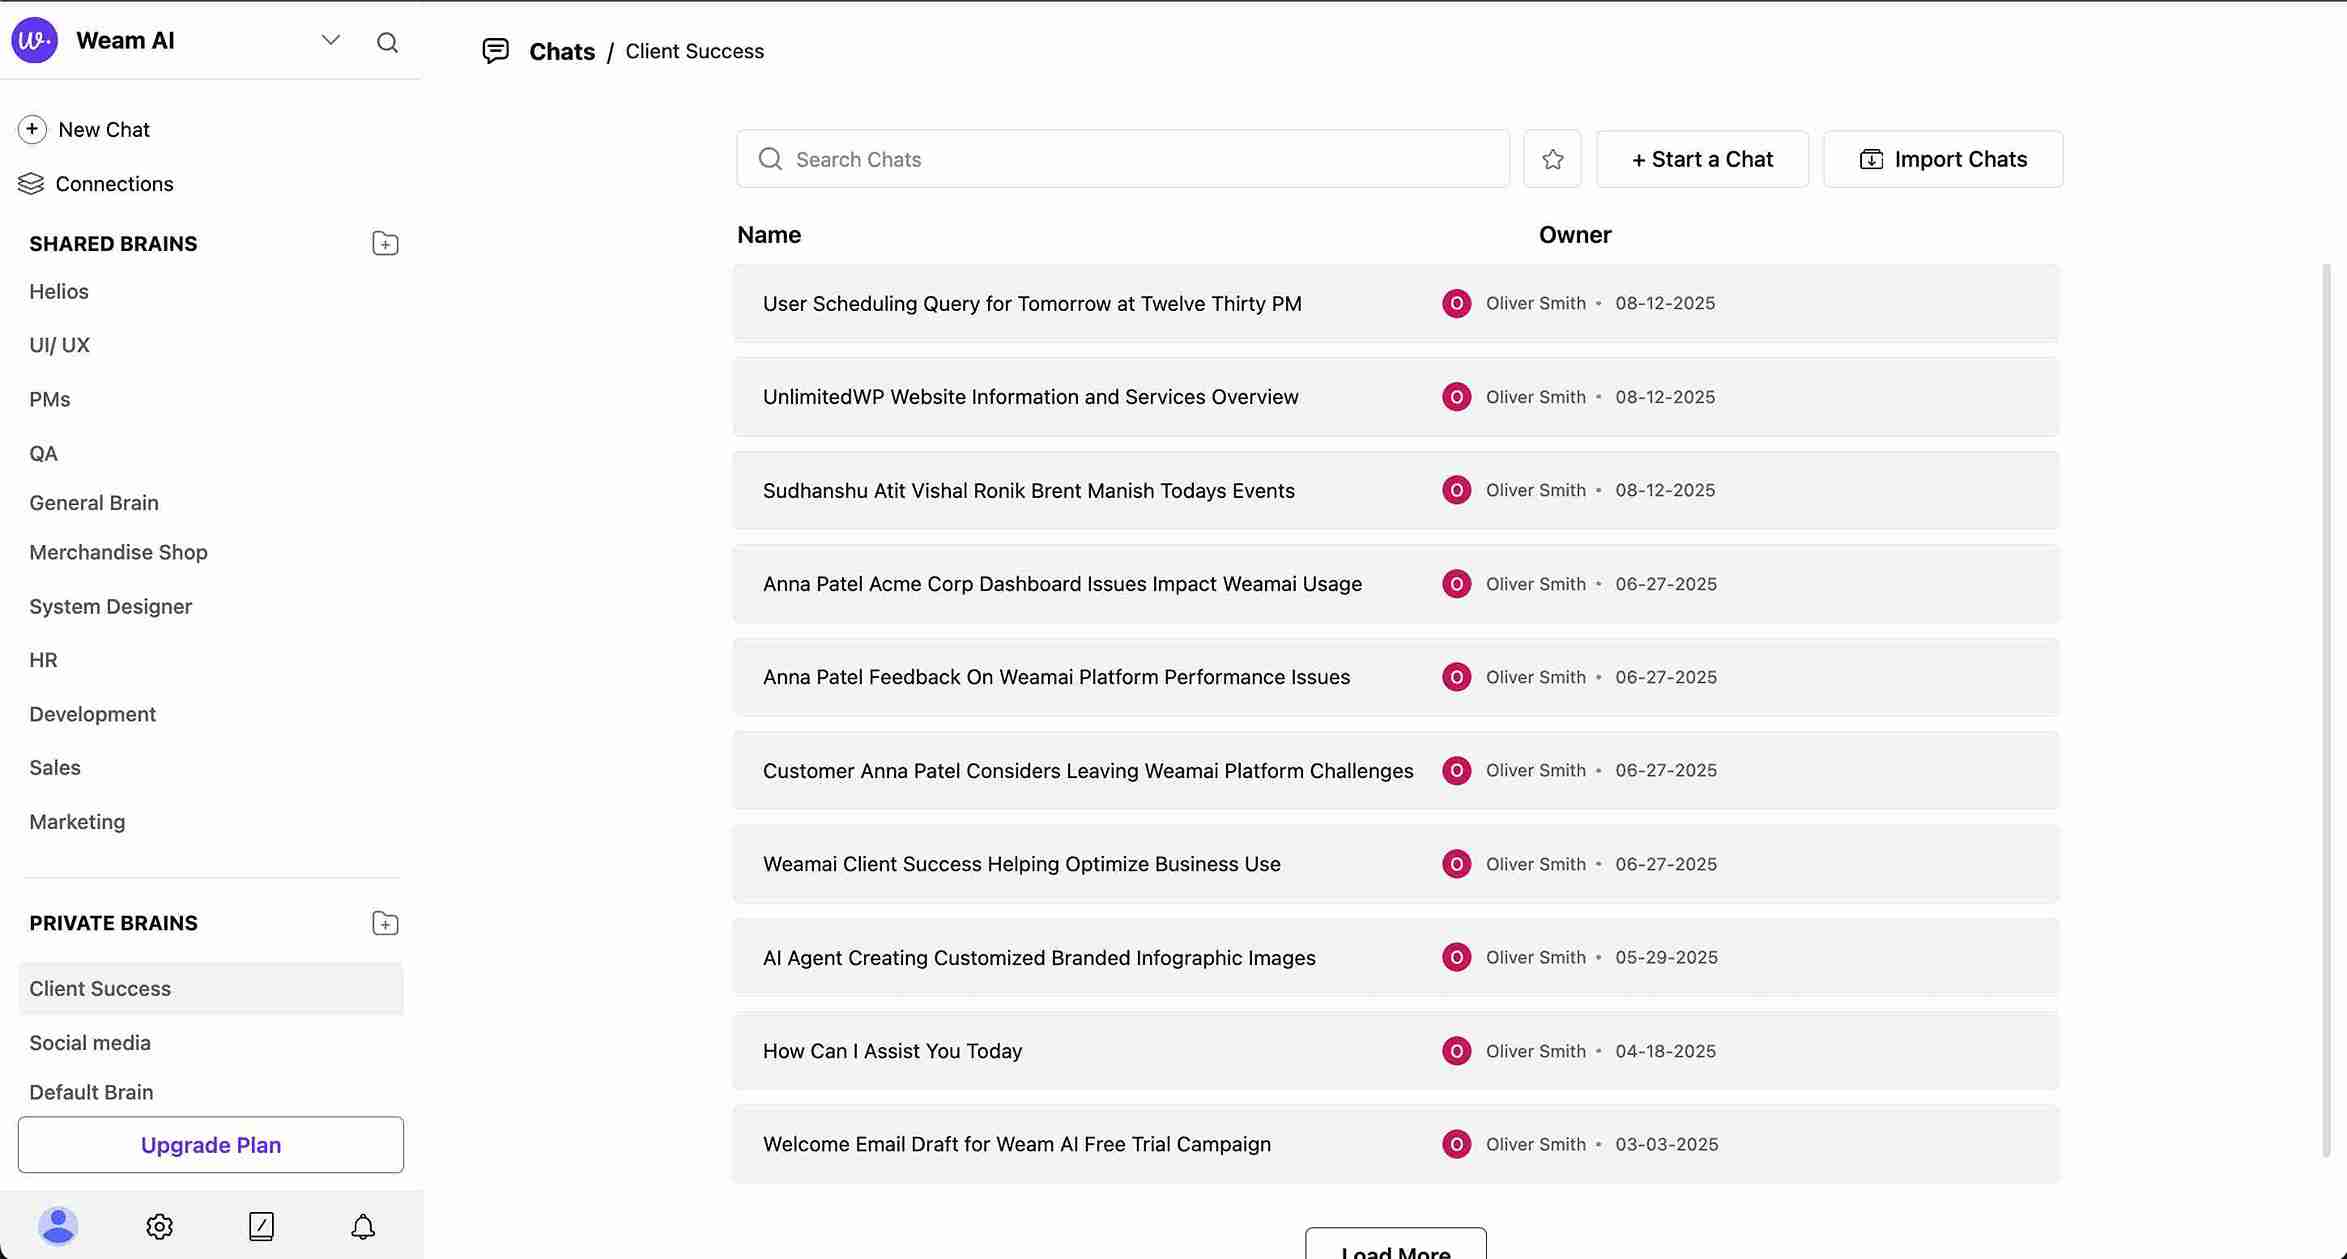 w.
Weam AI
New Chat
Connections
SHARED BRAINS
Helios
UI/ UX
PMs
QA
General Brain
Merchandise Shop
System Designer
HR
Development
Sales
Marketing
PRIVATE BRAINS
Client Success
Social media
Default Brain
Upgrade Plan
Chats / Client Success
Search Chats
+ Start a Chat
Import Chats
Name Owner
User Scheduling Query for Tomorrow at Twelve Thirty PM O Oliver Smith • 08-12-2025
UnlimitedWP Website Information and Services Overview O Oliver Smith • 08-12-2025
Sudhanshu Atit Vishal Ronik Brent Manish Todays Events O Oliver Smith • 08-12-2025
Anna Patel Acme Corp Dashboard Issues Impact Weamai Usage O Oliver Smith • 06-27-2025
Anna Patel Feedback On Weamai Platform Performance Issues O Oliver Smith • 06-27-2025
Customer Anna Patel Considers Leaving Weamai Platform Challenges O Oliver Smith • 06-27-2025
Weamai Client Success Helping Optimize Business Use O Oliver Smith • 06-27-2025
AI Agent Creating Customized Branded Infographic Images O Oliver Smith • 05-29-2025
How Can I Assist You Today O Oliver Smith • 04-18-2025
Welcome Email Draft for Weam AI Free Trial Campaign O Oliver Smith • 03-03-2025
Load More